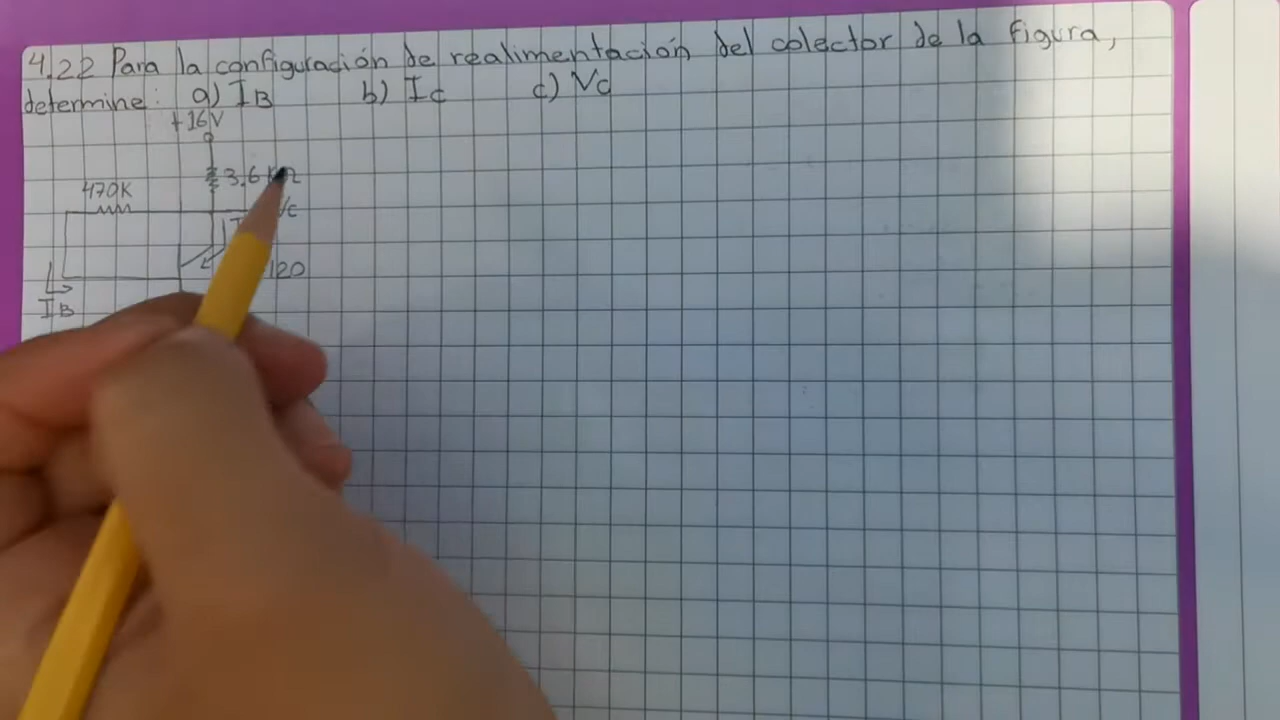 4.22 Para la configuración de realimentación del colector de la figura,
determine: a) IB b) Ic c) Vc
+16V
3,6 KΩ
470K
120
IB